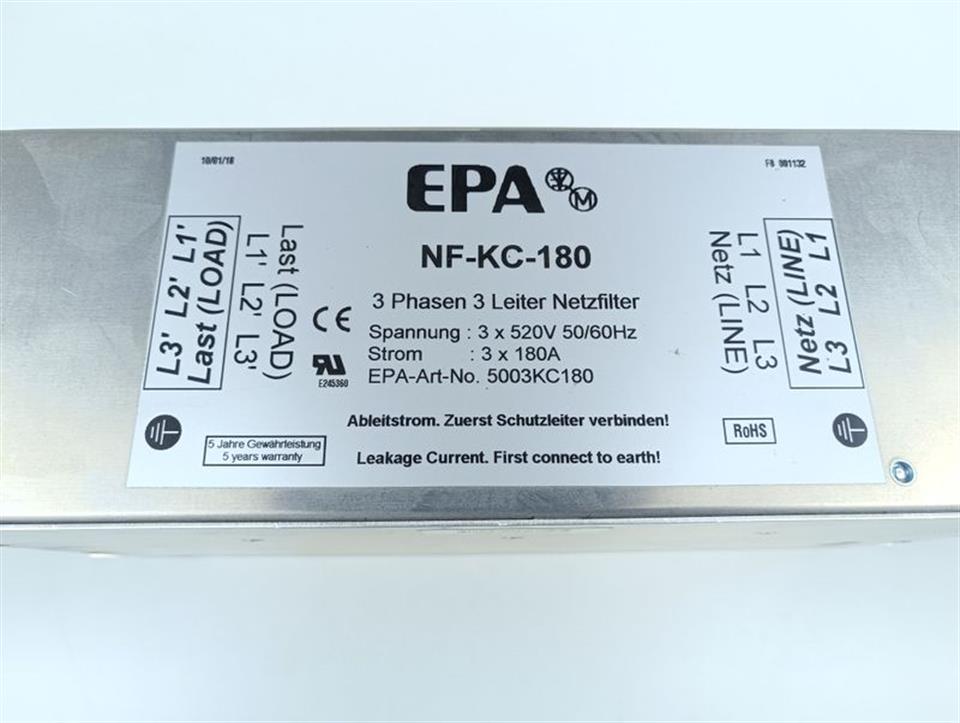 10/01/18
F8_001132
EPA
M
NF-KC-180
3 Phasen 3 Leiter Netzfilter
Spannung : 3 x 520V 50/60Hz
Strom : 3 x 180A
EPA-Art-No. 5003KC180
Ableitstrom. Zuerst Schutzleiter verbinden!
Leakage Current. First connect to earth!
L3' L2' L1'
Last (LOAD)
Last (LOAD)
L1' L2' L3'
CE
E245360
5 Jahre Gewährleistung
5 years warranty
L1 L2 L3
Netz (LINE)
Netz (LINE)
L3 L2 L1
RoHS